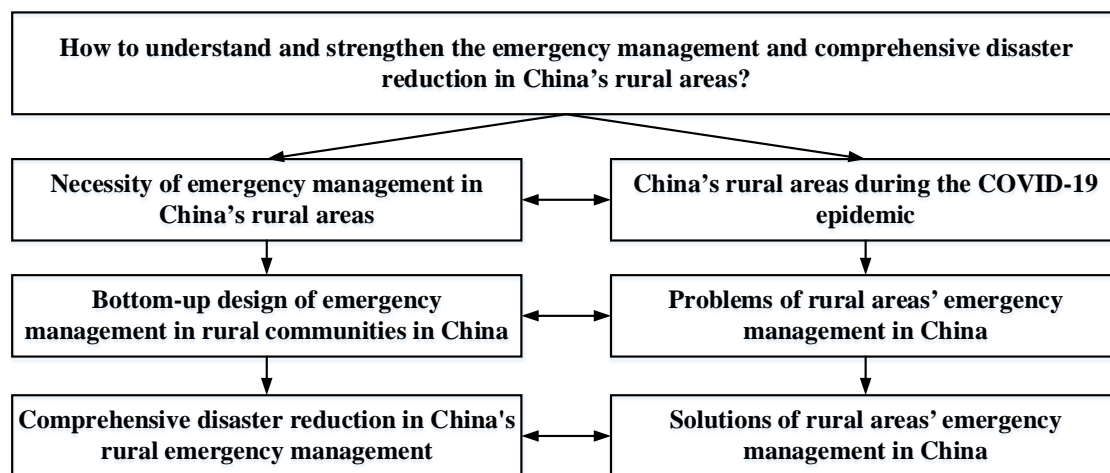 How to understand and strengthen the emergency management and comprehensive disaster
reduction in China’s rural areas?
Necessity of emergency management in
China’s rural areas
China’s rural areas during the COVID-19
epidemic
Bottom-up design of emergency
management in rural communities in China
Problems of rural areas’ emergency
management in China
Comprehensive disaster reduction in China's
rural emergency management
Solutions of rural areas’ emergency
management in China